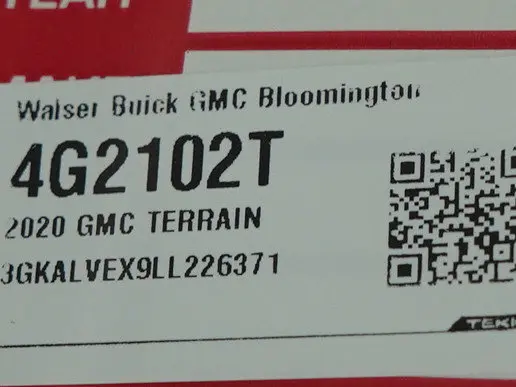 Walser Buick GMC Bloomington
4G2102T
2020 GMC TERRAIN
3GKALVEX9LL226371